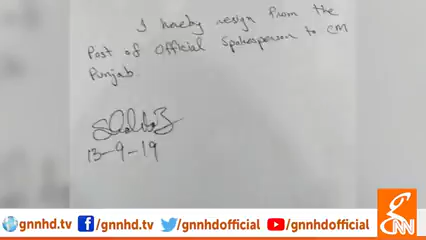 I hereby resign from the
Post of Official Spokesperson to CM
Punjab.
13-9-19
gnnhd.tv /gnnhd.tv /gnnhdofficial /gnnhdofficial
GNN